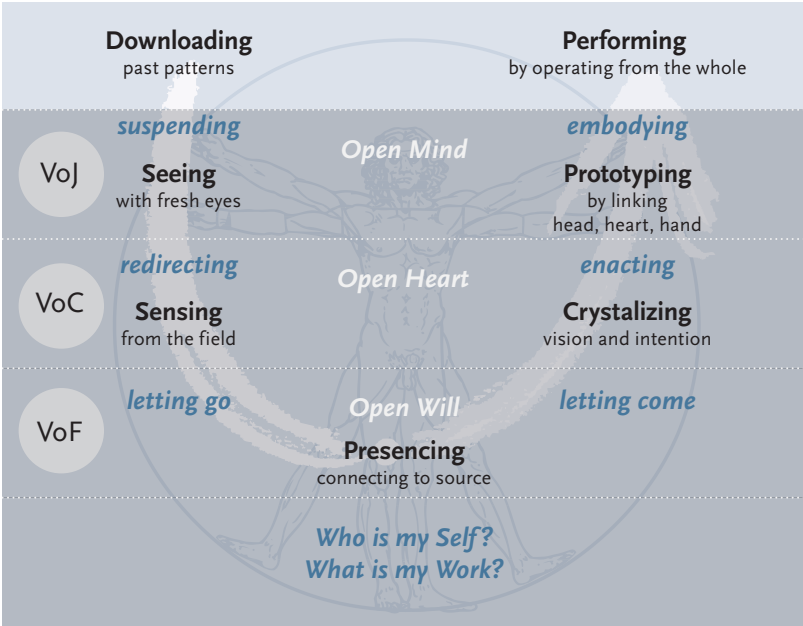 Downloading
past patterns
Performing
by operating from the whole
suspending
embodying
Open Mind
VoJ
Seeing
with fresh eyes
Prototyping
by linking
head, heart, hand
redirecting
enacting
Open Heart
VoC
Sensing
from the field
Crystalizing
vision and intention
letting go
letting come
Open Will
VoF
Presencing
connecting to source
Who is my Self?
What is my Work?